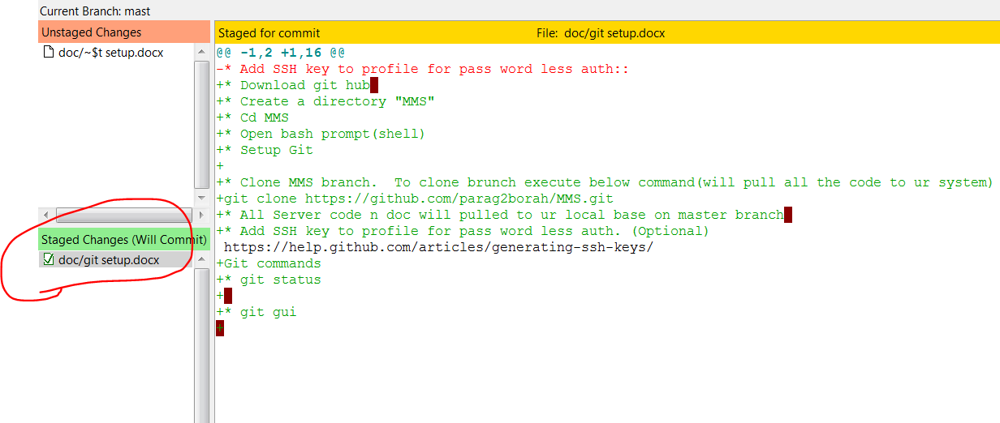 Current Branch: mast
Unstaged Changes
doc/~$t setup.docx
Staged Changes (Will Commit)
doc/git setup.docx
Staged for commit File: doc/git setup.docx
@@ -1,2 +1,16 @@
-* Add SSH key to profile for pass word less auth::
+* Download git hub
+* Create a directory "MMS"
+* Cd MMS
+* Open bash prompt(shell)
+* Setup Git
+
+* Clone MMS branch.  To clone brunch execute below command(will pull all the code to ur system)
+git clone https://github.com/parag2borah/MMS.git
+* All Server code n doc will pulled to ur local base on master branch
+* Add SSH key to profile for pass word less auth. (Optional)
https://help.github.com/articles/generating-ssh-keys/
+Git commands
+* git status
+
+* git gui
+